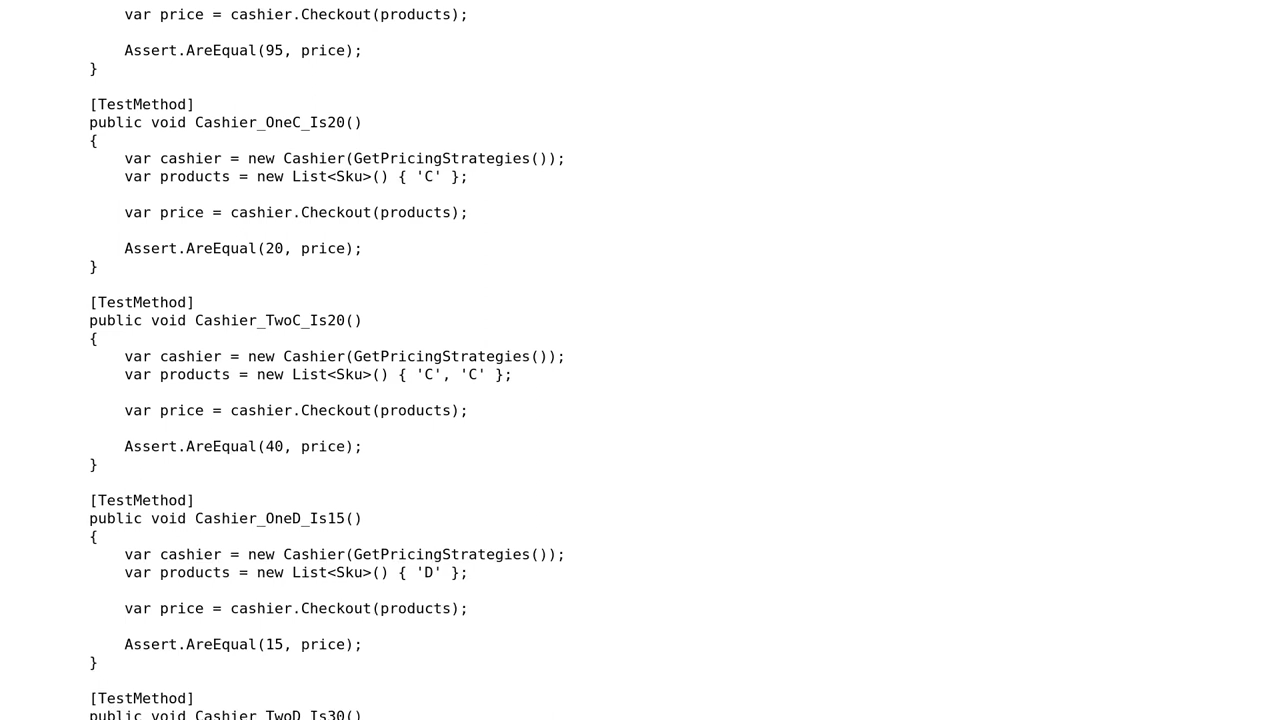 var price = cashier.Checkout(products);
Assert.AreEqual(95, price);
}
[TestMethod]
public void Cashier_OneC_Is20()
{
var cashier = new Cashier(GetPricingStrategies());
var products = new List<Sku>() { 'C' };
var price = cashier.Checkout(products);
Assert.AreEqual(20, price);
}
[TestMethod]
public void Cashier_TwoC_Is20()
{
var cashier = new Cashier(GetPricingStrategies());
var products = new List<Sku>() { 'C', 'C' };
var price = cashier.Checkout(products);
Assert.AreEqual(40, price);
}
[TestMethod]
public void Cashier_OneD_Is15()
{
var cashier = new Cashier(GetPricingStrategies());
var products = new List<Sku>() { 'D' };
var price = cashier.Checkout(products);
Assert.AreEqual(15, price);
}
[TestMethod]
public void Cashier_TwoD_Is30()